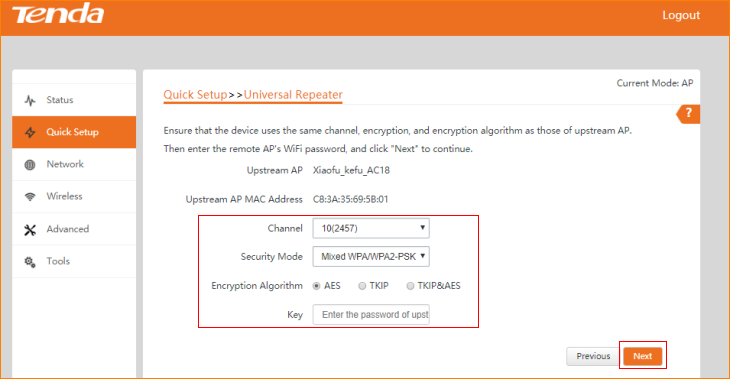 Tenda
Logout
Current Mode: AP
Status
Quick Setup
Network
Wireless
Advanced
Tools
Quick Setup>>Universal Repeater
?
Ensure that the device uses the same channel, encryption, and encryption algorithm as those of upstream AP.
Then enter the remote AP's WiFi password, and click "Next" to continue.
Upstream AP Xiaofu_kefu_AC18
Upstream AP MAC Address C8:3A:35:69:5B:01
Channel 10(2457)
Security Mode Mixed WPA/WPA2-PSK
Encryption Algorithm AES TKIP TKIP&AES
Key Enter the password of upst
Previous Next